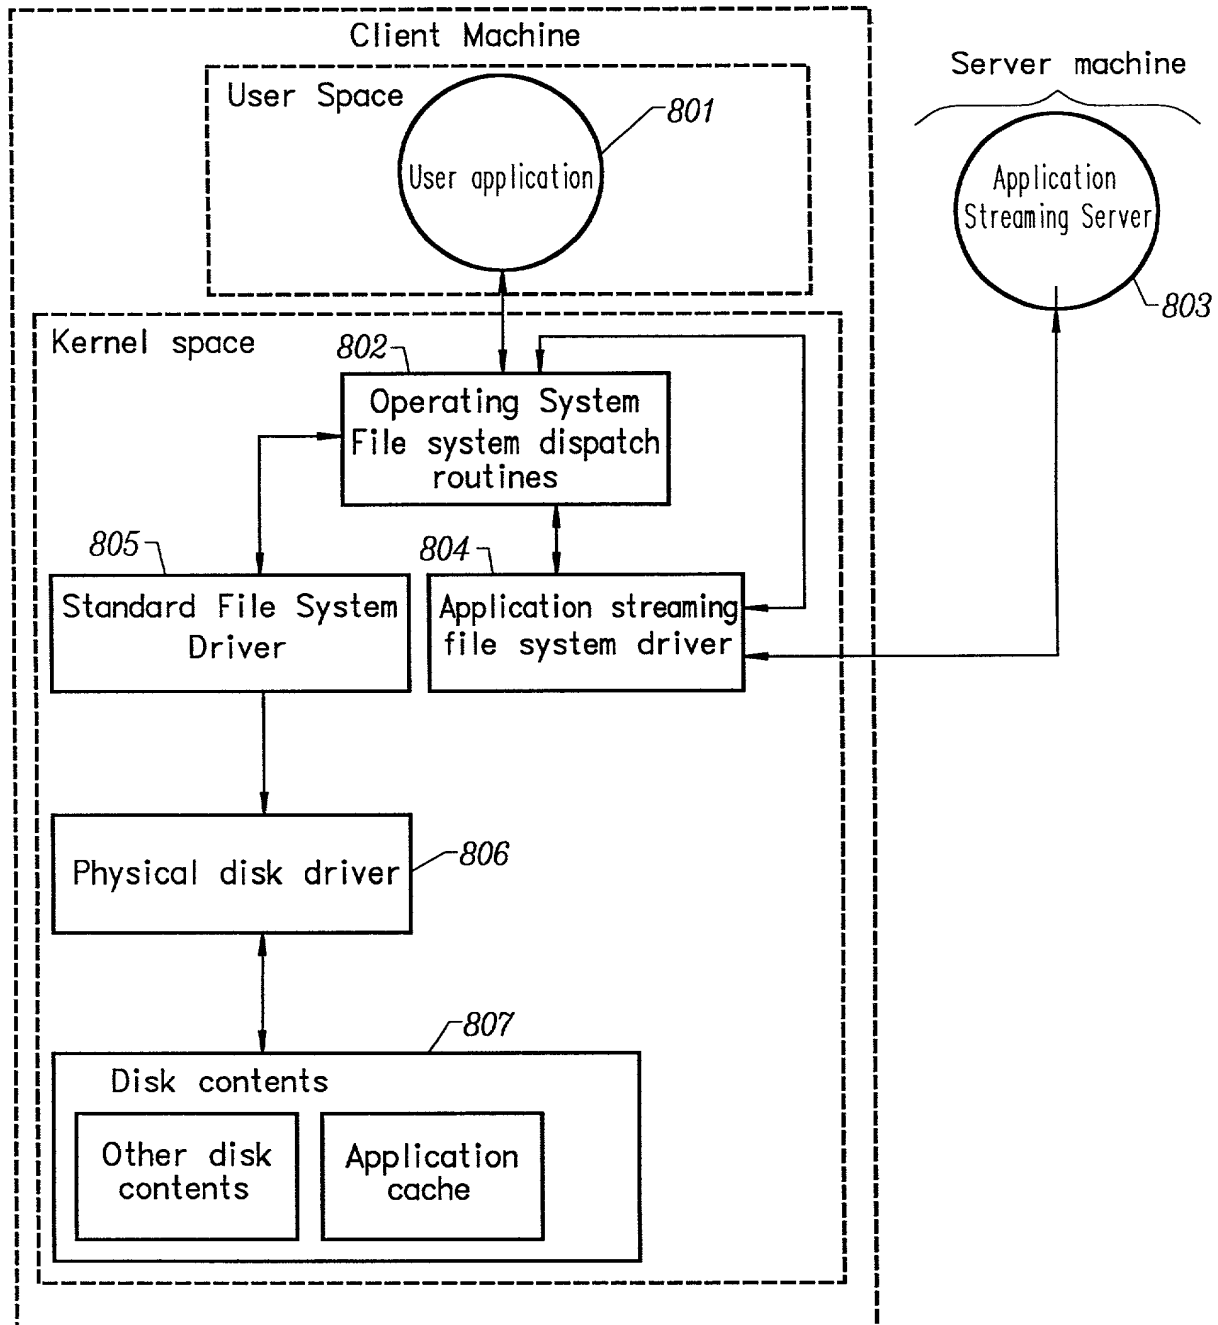 Client Machine
Server machine
User Space
801
User application
Application
Streaming Server
803
Kernel space
802
Operating System
File system dispatch
routines
805
804
Standard File System
Driver
Application streaming
file system driver
Physical disk driver
806
807
Disk contents
Other disk
contents
Application
cache